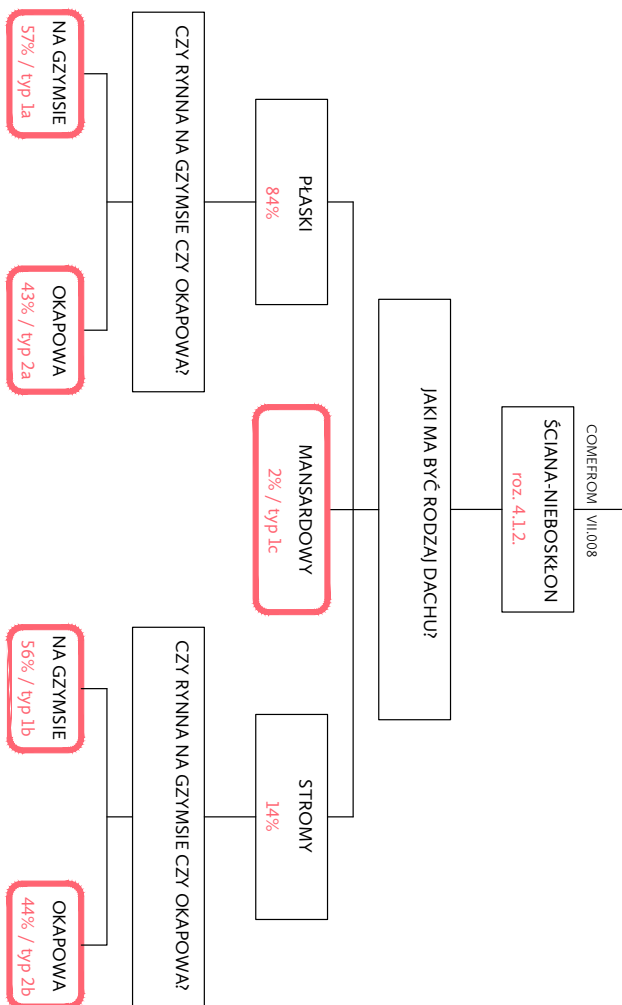 COMEFROM VII.008
ŚCIANA-NIEBOSKŁON
roz. 4.1.2.
JAKI MA BYĆ RODZAJ DACHU?
PŁASKI
84%
MANSARDOWY
2% / typ 1c
STROMY
14%
CZY RYNNA NA GZYMSIE CZY OKAPOWA?
CZY RYNNA NA GZYMSIE CZY OKAPOWA?
NA GZYMSIE
57% / typ 1a
OKAPOWA
43% / typ 2a
NA GZYMSIE
56% / typ 1b
OKAPOWA
44% / typ 2b